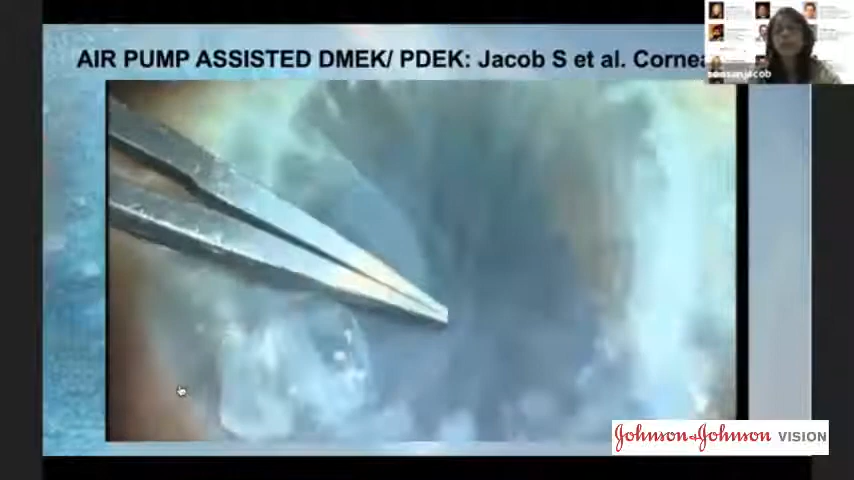 AIR PUMP ASSISTED DMEK/ PDEK: Jacob S et al. Cornea
Johnson+Johnson VISION